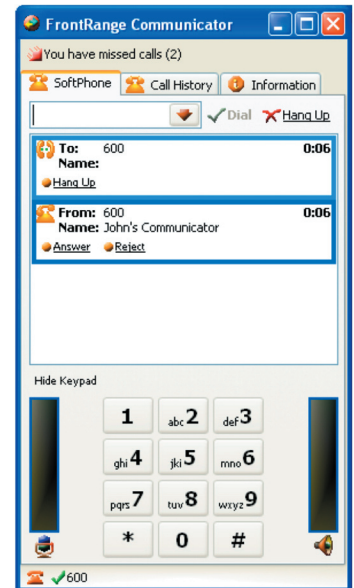 FrontRange Communicator
You have missed calls (2)
SoftPhone Call History Information
Dial Hang Up
To: 600 0:06
Name:
Hang Up
From: 600 0:06
Name: John's Communicator
Answer Reject
Hide Keypad
1 abc 2 def 3
ghi 4 jkl 5 mno 6
pqrs 7 tuv 8 wxyz 9
* 0 #
600